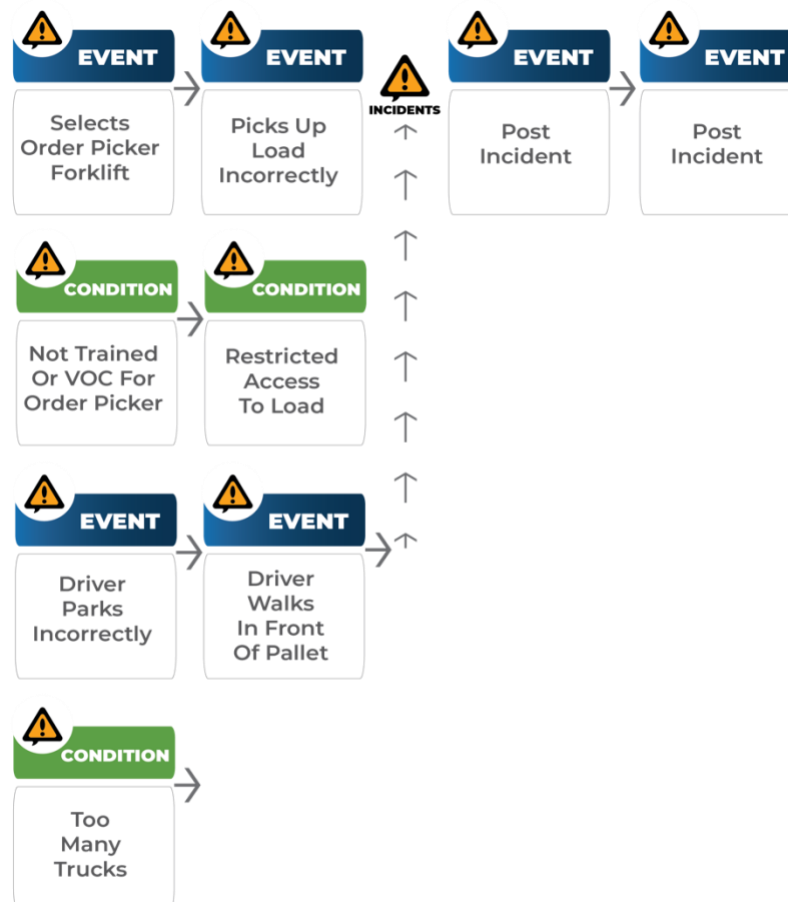 EVENT
Selects
Order Picker
Forklift
EVENT
Picks Up
Load
Incorrectly
INCIDENTS
EVENT
Post
Incident
EVENT
Post
Incident
CONDITION
Not Trained
Or VOC For
Order Picker
CONDITION
Restricted
Access
To Load
EVENT
Driver
Parks
Incorrectly
EVENT
Driver
Walks
In Front
Of Pallet
CONDITION
Too
Many
Trucks